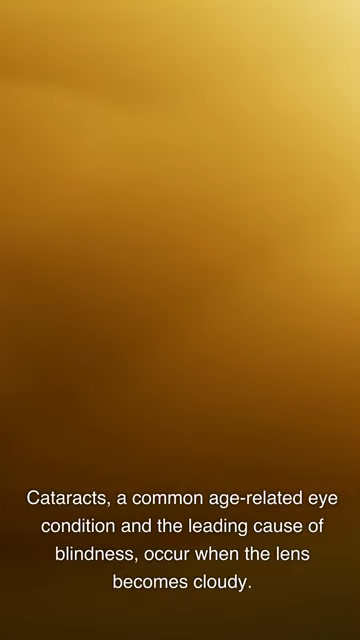 Cataracts, a common age-related eye
condition and the leading cause of
blindness, occur when the lens
becomes cloudy.